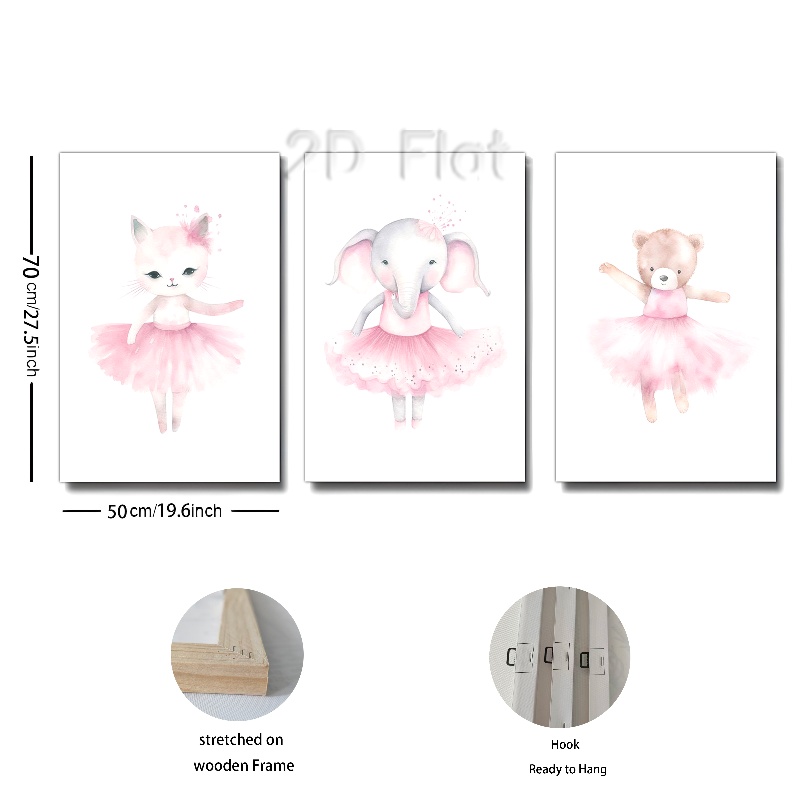 2D Flat
70 cm/27.5inch
50cm/19.6inch
stretched on
wooden Frame
Hook
Ready to Hang